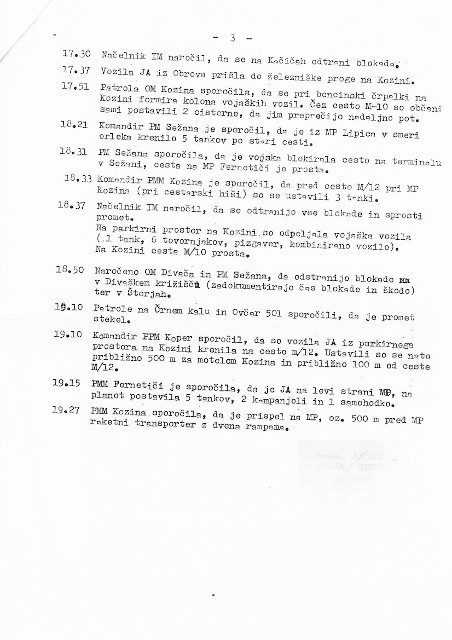 - 3 -
17.30 Načelnik IM naročil, da se na Kačičah odtrani blokada.
17.37 Vozila JA iz Obrova prišla do železniške proge na Kozini.
17.51 Patrola OM Kozina sporočila, da se pri bencinski črpalki na
Kozini formira kolona vojaških vozil. Čez cesto M-10 so občani
sami postavili 2 cisterne, da jim preprečijo nadaljno pot.
18.21 Komandir PM Sežana je sporočil, da je iz MP Lipica v smeri
orleka krenilo 5 tankov po stari cesti.
18.31 PM Sežana sporočila, da je vojska blokirala cesto na terminalu
v Sežani, cesta na MP Fernetiči je prosta.
18.33 Komandir PMM Kozina je sporočil, da pred cesto M/12 pri MP
Kozina (pri cestarski hiši) so se ustavili 3 tanki.
18.37 Načelnik IM naročil, da se odtranijo vse blokade in sprosti
promet.
Na parkirni prostor na Kozini so odpeljala vojaška vozila
(.1 tank, 6 tovornjakov, pizgaver, kombinirano vozilo).
Na Kozini cesta M/10 prosta.
18.50 Naročeno OM Divača in PM Sežana, da odstranijo blokado
v Divaškem križišču (zadokumentirajo čas blokade in škodo)
ter v Štorjah.
19.10 Patrole na Črnem kalu in Ovčar 501 sporočili, da je promet
stekel.
19.10 Komandir PPM Koper sporočil, da so vozila JA iz parkirnega
prostora na Kozini krenila na cesto m/12. Ustavili so se nato
približno 500 m za motelom Kozina in približno 100 m od ceste
M/12.
19.15 PMM Fernetiči je sporočila, da je JA na levi strani MP, na
planot postavila 5 tankov, 2 kampanjoli in 1 samohodko.
19.27 PMM Kozina sporočila, da je prispel na MP, oz. 500 m pred MP
raketni transporter z dvema rampama.